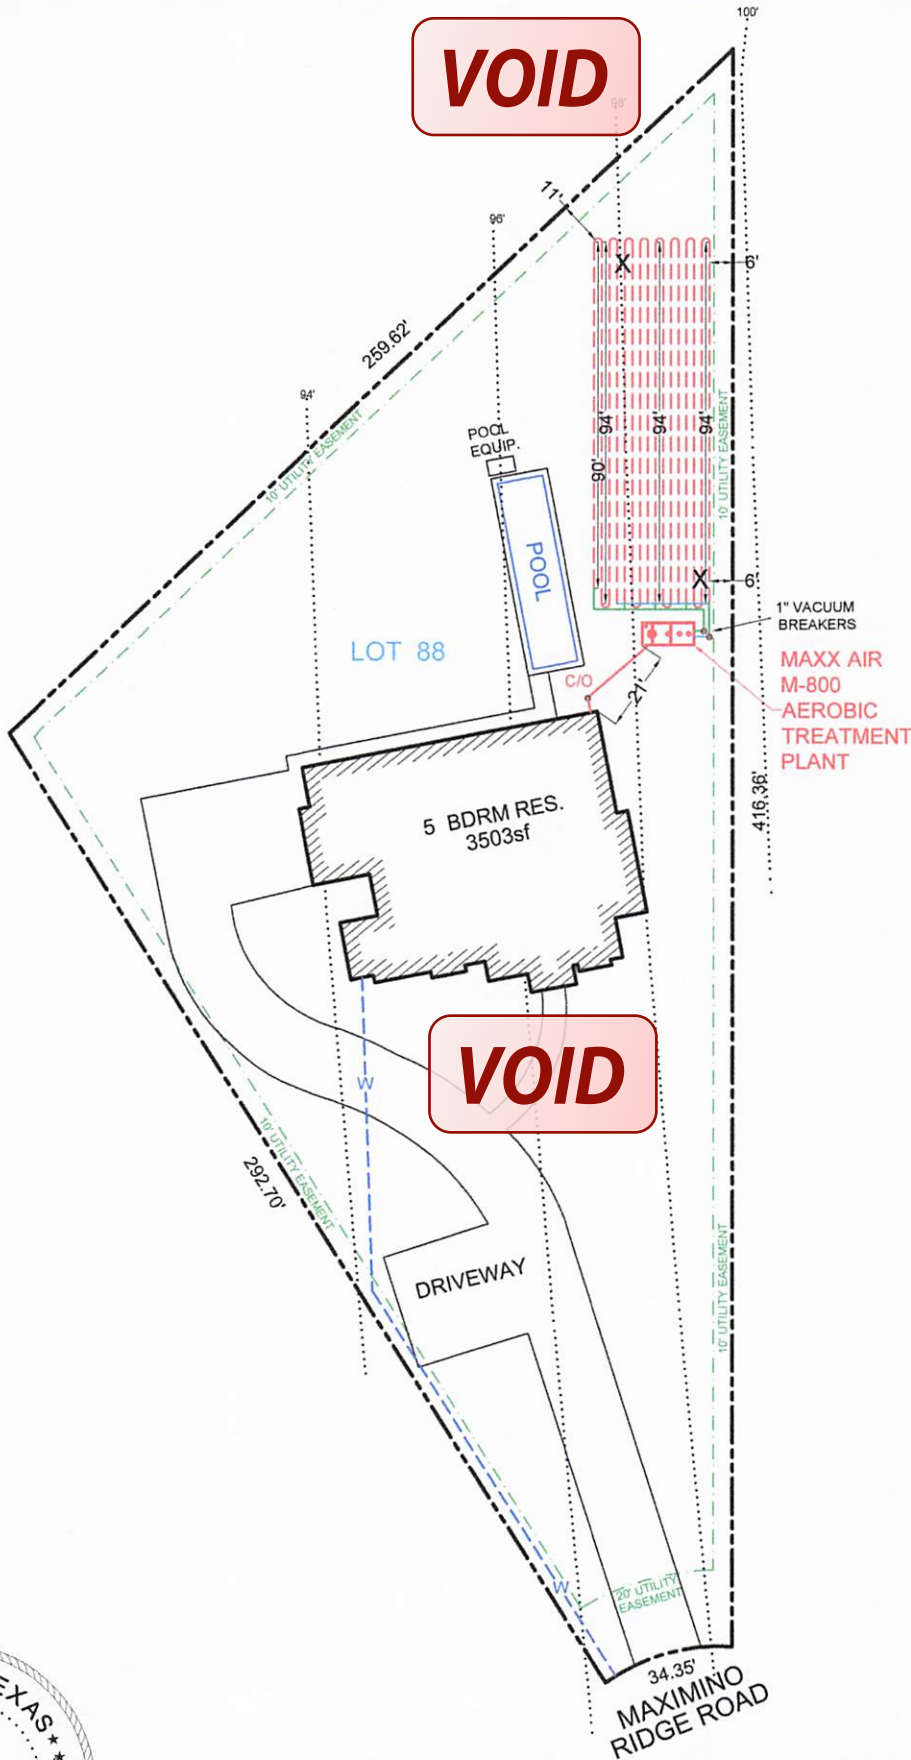 100'
VOID
98'
11'
96'
X
6'
259.62'
94'
10' UTILITY EASEMENT
POOL
EQUIP.
94'
94'
94'
90'
10' UTILITY EASEMENT
POOL
X
6'
1" VACUUM
BREAKERS
LOT 88
C/O
21'
MAXX AIR
M-800
AEROBIC
TREATMENT
PLANT
416.36'
5 BDRM RES.
3503sf
VOID
W
10' UTILITY EASEMENT
292.70'
DRIVEWAY
10' UTILITY EASEMENT
W
20' UTILITY
EASEMENT
34.35'
MAXIMINO
RIDGE ROAD
EXAS